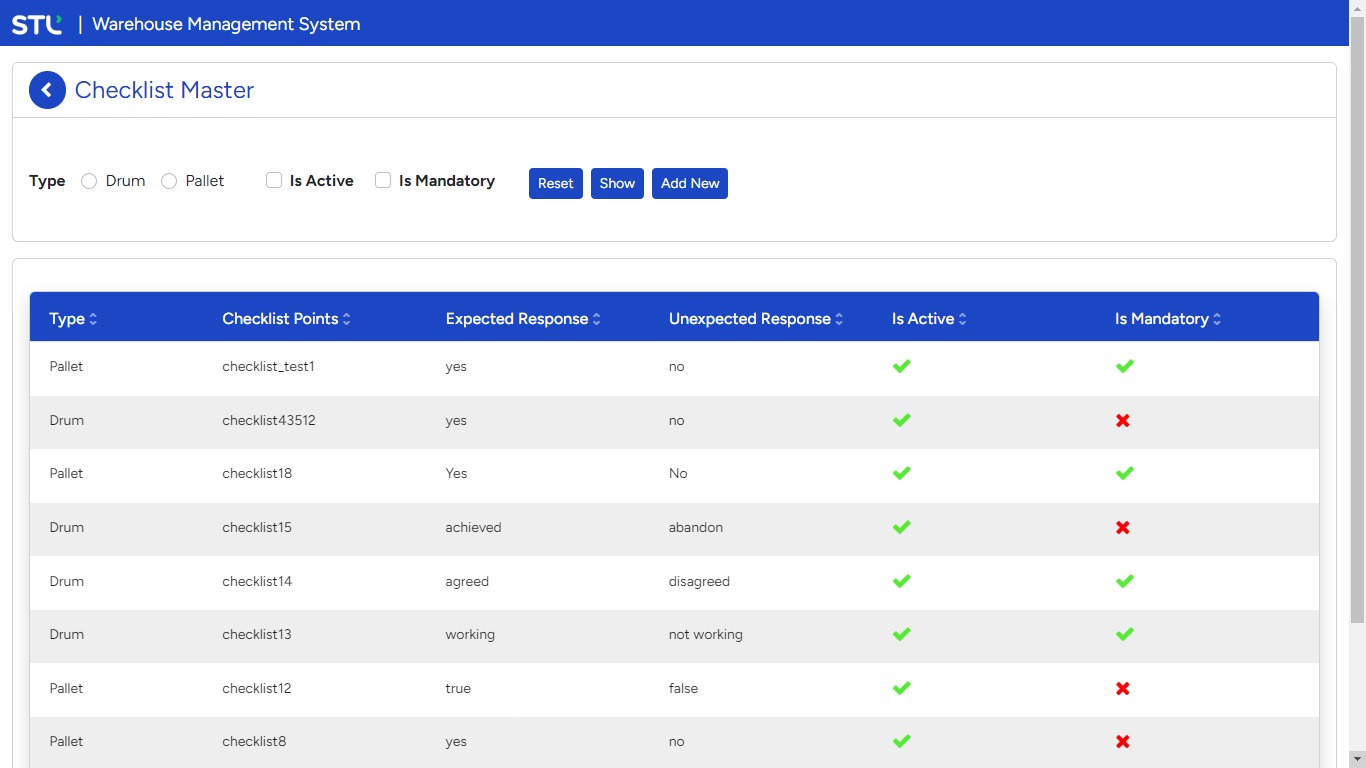 STL | Warehouse Management System
Checklist Master
Type Drum Pallet Is Active Is Mandatory Reset Show Add New
Type Checklist Points Expected Response Unexpected Response Is Active Is Mandatory
Pallet checklist_test1 yes no
Drum checklist43512 yes no
Pallet checklist18 Yes No
Drum checklist15 achieved abandon
Drum checklist14 agreed disagreed
Drum checklist13 working not working
Pallet checklist12 true false
Pallet checklist8 yes no